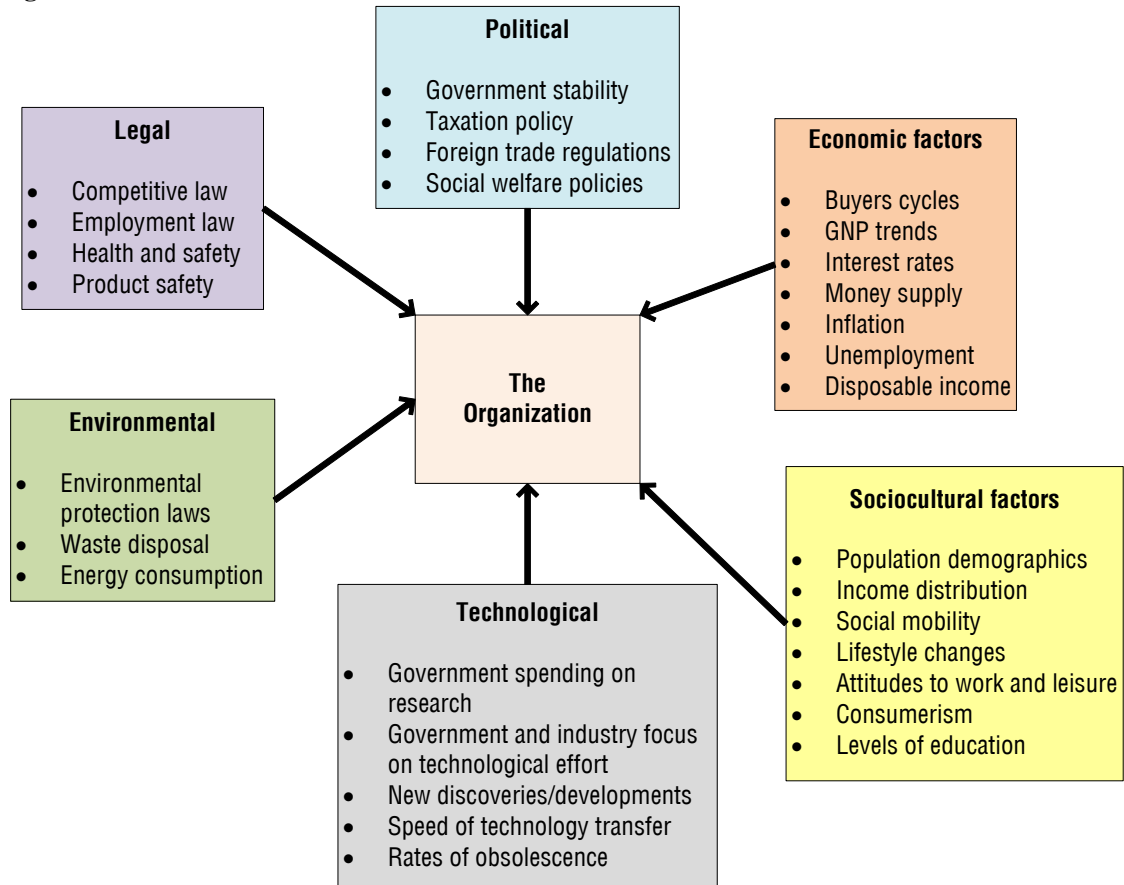 Political
• Government stability
• Taxation policy
• Foreign trade regulations
• Social welfare policies
Legal
• Competitive law
• Employment law
• Health and safety
• Product safety
Economic factors
• Buyers cycles
• GNP trends
• Interest rates
• Money supply
• Inflation
• Unemployment
• Disposable income
The
Organization
Environmental
• Environmental
protection laws
• Waste disposal
• Energy consumption
Sociocultural factors
• Population demographics
• Income distribution
• Social mobility
• Lifestyle changes
• Attitudes to work and leisure
• Consumerism
• Levels of education
Technological
• Government spending on
research
• Government and industry focus
on technological effort
• New discoveries/developments
• Speed of technology transfer
• Rates of obsolescence